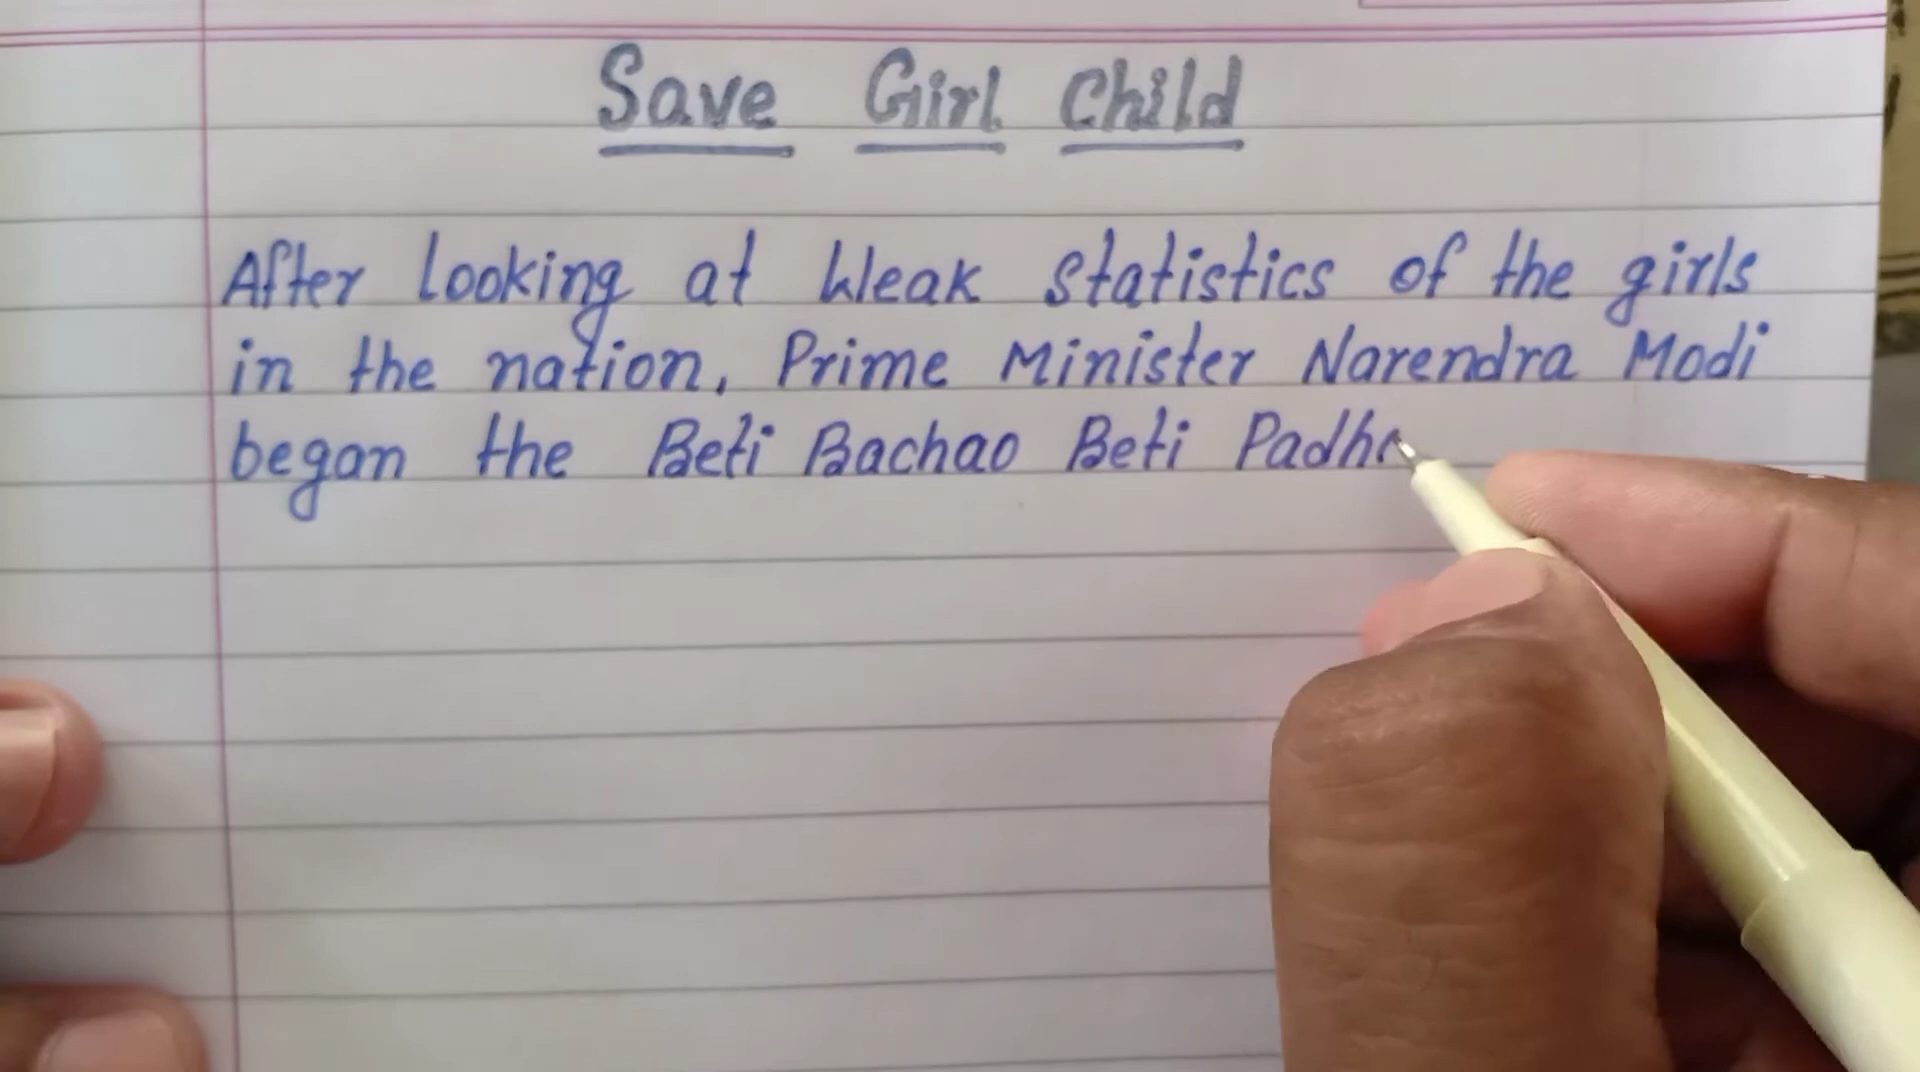 Save Girl Child
After looking at Weak Statistics of the girls
in the nation, Prime Minister Narendra Modi
began the Beti Bachao Beti Padha